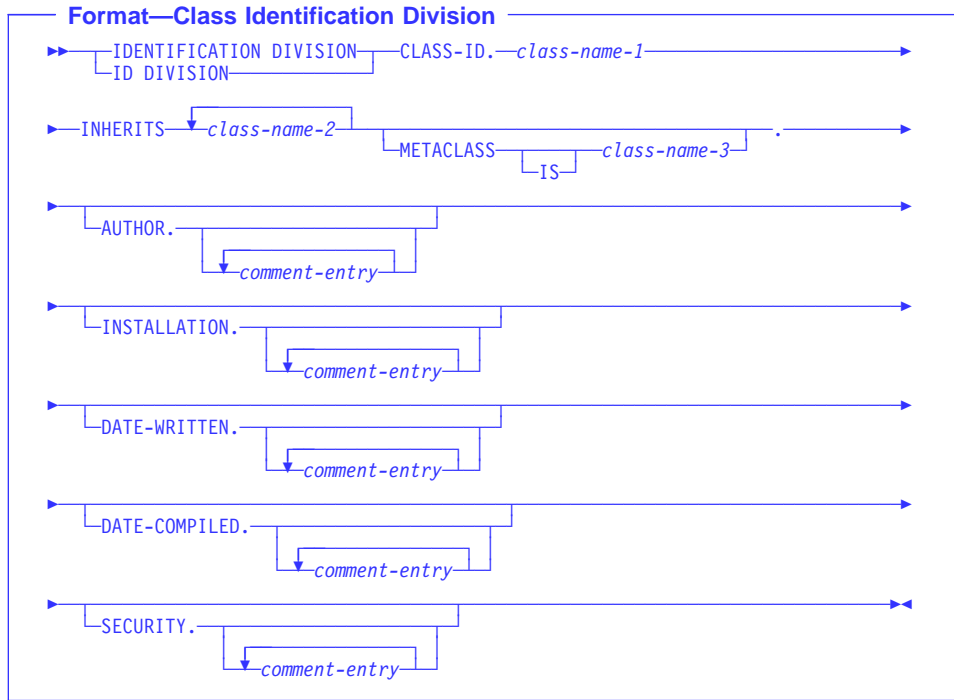 Format—Class Identification Division
IDENTIFICATION DIVISION CLASS-ID. class-name-1
ID DIVISION
INHERITS class-name-2 .
METACLASS class-name-3
IS
AUTHOR.
comment-entry
INSTALLATION.
comment-entry
DATE-WRITTEN.
comment-entry
DATE-COMPILED.
comment-entry
SECURITY.
comment-entry